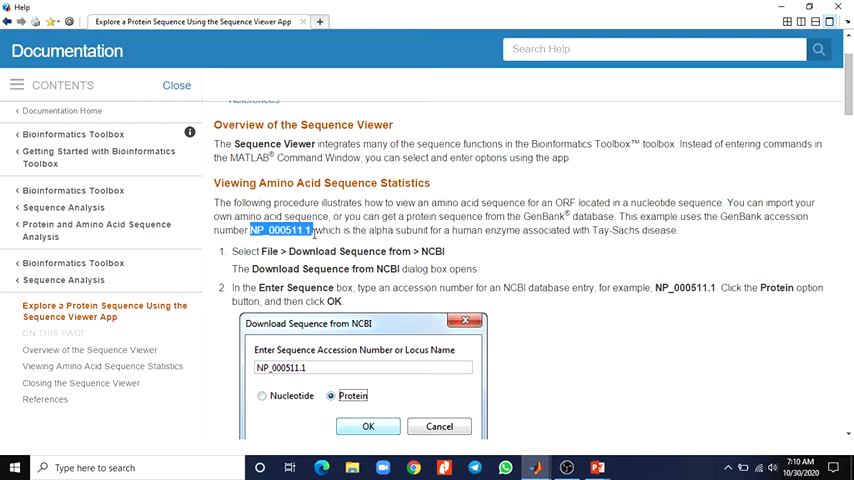 Help
Explore a Protein Sequence Using the Sequence Viewer App
Documentation
Search Help
CONTENTS
Close
Documentation Home
Bioinformatics Toolbox
Getting Started with Bioinformatics
Toolbox
Bioinformatics Toolbox
Sequence Analysis
Protein and Amino Acid Sequence
Analysis
Bioinformatics Toolbox
Sequence Analysis
Explore a Protein Sequence Using the
Sequence Viewer App
ON THIS PAGE
Overview of the Sequence Viewer
Viewing Amino Acid Sequence Statistics
Closing the Sequence Viewer
References
References
Overview of the Sequence Viewer
The Sequence Viewer integrates many of the sequence functions in the Bioinformatics Toolbox™ toolbox. Instead of entering commands in
the MATLAB® Command Window, you can select and enter options using the app.
Viewing Amino Acid Sequence Statistics
The following procedure illustrates how to view an amino acid sequence for an ORF located in a nucleotide sequence. You can import your
own amino acid sequence, or you can get a protein sequence from the GenBank® database. This example uses the GenBank accession
number NP_000511.1 which is the alpha subunit for a human enzyme associated with Tay-Sachs disease.
1. Select File > Download Sequence from > NCBI
The Download Sequence from NCBI dialog box opens
2. In the Enter Sequence box, type an accession number for an NCBI database entry, for example, NP_000511.1. Click the Protein option
button, and then click OK.
Download Sequence from NCBI
Enter Sequence Accession Number or Locus Name
NP_000511.1
Nucleotide Protein
OK Cancel
Type here to search
7:10 AM
10/30/2020